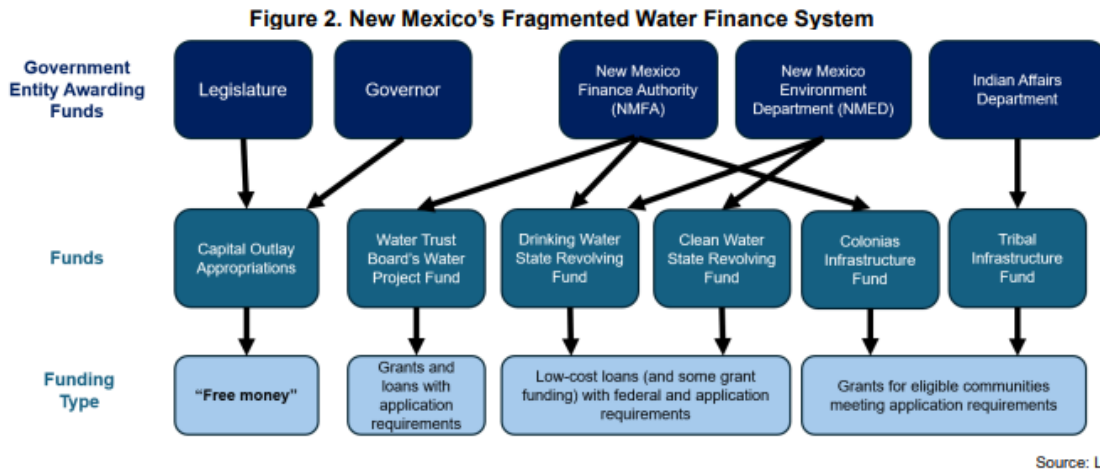 Figure 2. New Mexico's Fragmented Water Finance System
Government
Entity Awarding
Funds
Legislature
Governor
New Mexico
Finance Authority
(NMFA)
New Mexico
Environment
Department (NMED)
Indian Affairs
Department
Funds
Capital Outlay
Appropriations
Water Trust
Board's Water
Project Fund
Drinking Water
State Revolving
Fund
Clean Water
State Revolving
Fund
Colonias
Infrastructure
Fund
Tribal
Infrastructure
Fund
Funding
Type
"Free money"
Grants and
loans with
application
requirements
Low-cost loans (and some grant
funding) with federal and application
requirements
Grants for eligible communities
meeting application requirements
Source: L